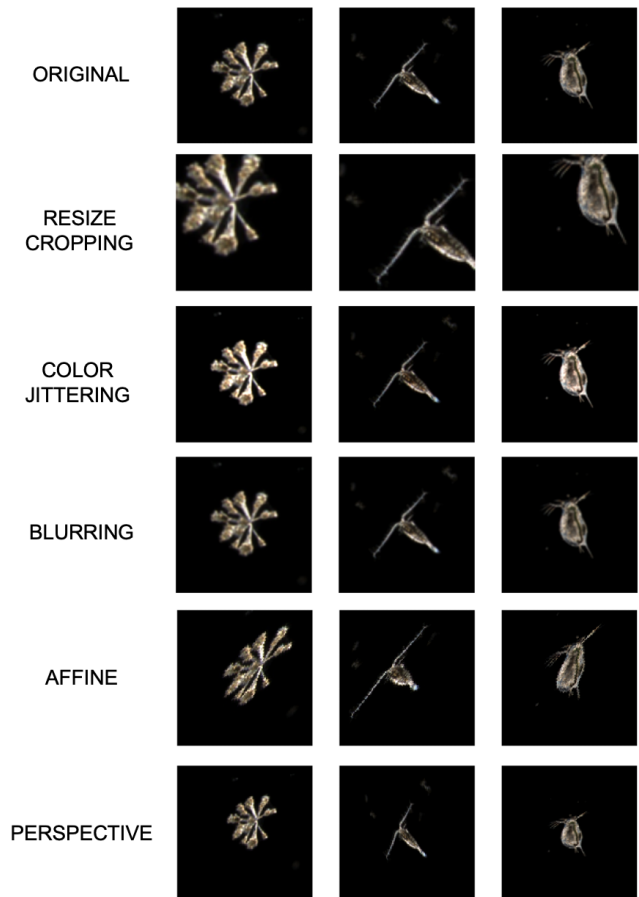 ORIGINAL
RESIZE
CROPPING
COLOR
JITTERING
BLURRING
AFFINE
PERSPECTIVE